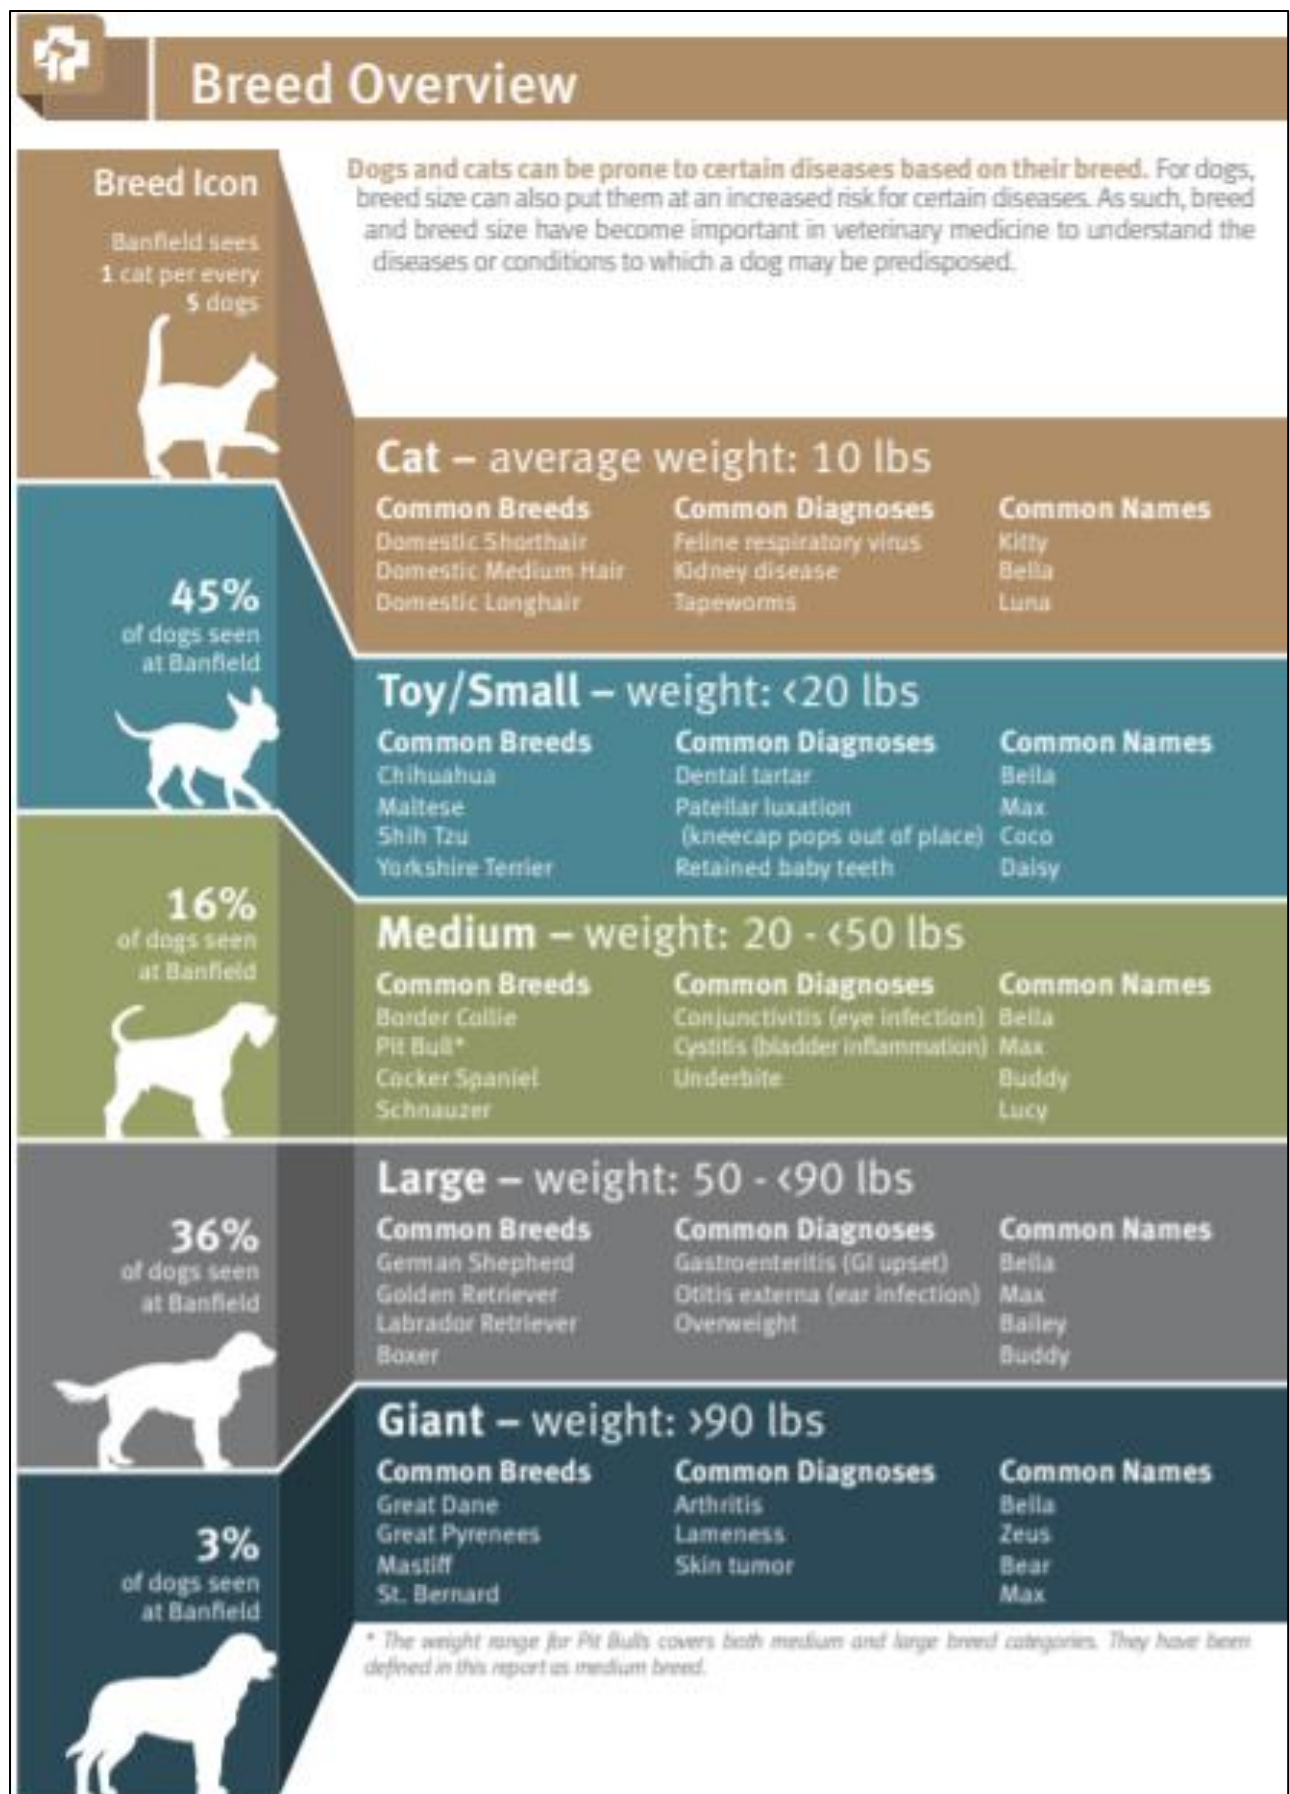 Breed Overview
Breed Icon
Banfield sees
1 cat per every
5 dogs
Dogs and cats can be prone to certain diseases based on their breed. For dogs,
breed size can also put them at an increased risk for certain diseases. As such, breed
and breed size have become important in veterinary medicine to understand the
diseases or conditions to which a dog may be predisposed.
Cat – average weight: 10 lbs
Common Breeds Common Diagnoses Common Names
Domestic Shorthair Feline respiratory virus Kitty
Domestic Medium Hair Kidney disease Bella
Domestic Longhair Tapeworms Luna
45%
of dogs seen
at Banfield
Toy/Small – weight: <20 lbs
Common Breeds Common Diagnoses Common Names
Chihuahua Dental tartar Bella
Maltese Patellar luxation Max
Shih Tzu (kneecap pops out of place) Coco
Yorkshire Terrier Retained baby teeth Daisy
16%
of dogs seen
at Banfield
Medium – weight: 20 - <50 lbs
Common Breeds Common Diagnoses Common Names
Border Collie Conjunctivitis (eye infection) Bella
Pit Bull* Cystitis (bladder inflammation) Max
Cocker Spaniel Underbite Buddy
Schnauzer Lucy
36%
of dogs seen
at Banfield
Large – weight: 50 - <90 lbs
Common Breeds Common Diagnoses Common Names
German Shepherd Gastroenteritis (GI upset) Bella
Golden Retriever Otitis externa (ear infection) Max
Labrador Retriever Overweight Bailey
Boxer Buddy
3%
of dogs seen
at Banfield
Giant – weight: >90 lbs
Common Breeds Common Diagnoses Common Names
Great Dane Arthritis Bella
Great Pyrenees Lameness Zeus
Mastiff Skin tumor Bear
St. Bernard Max
* The weight range for Pit Bulls covers both medium and large breed categories. They have been
defined in this report as medium breed.